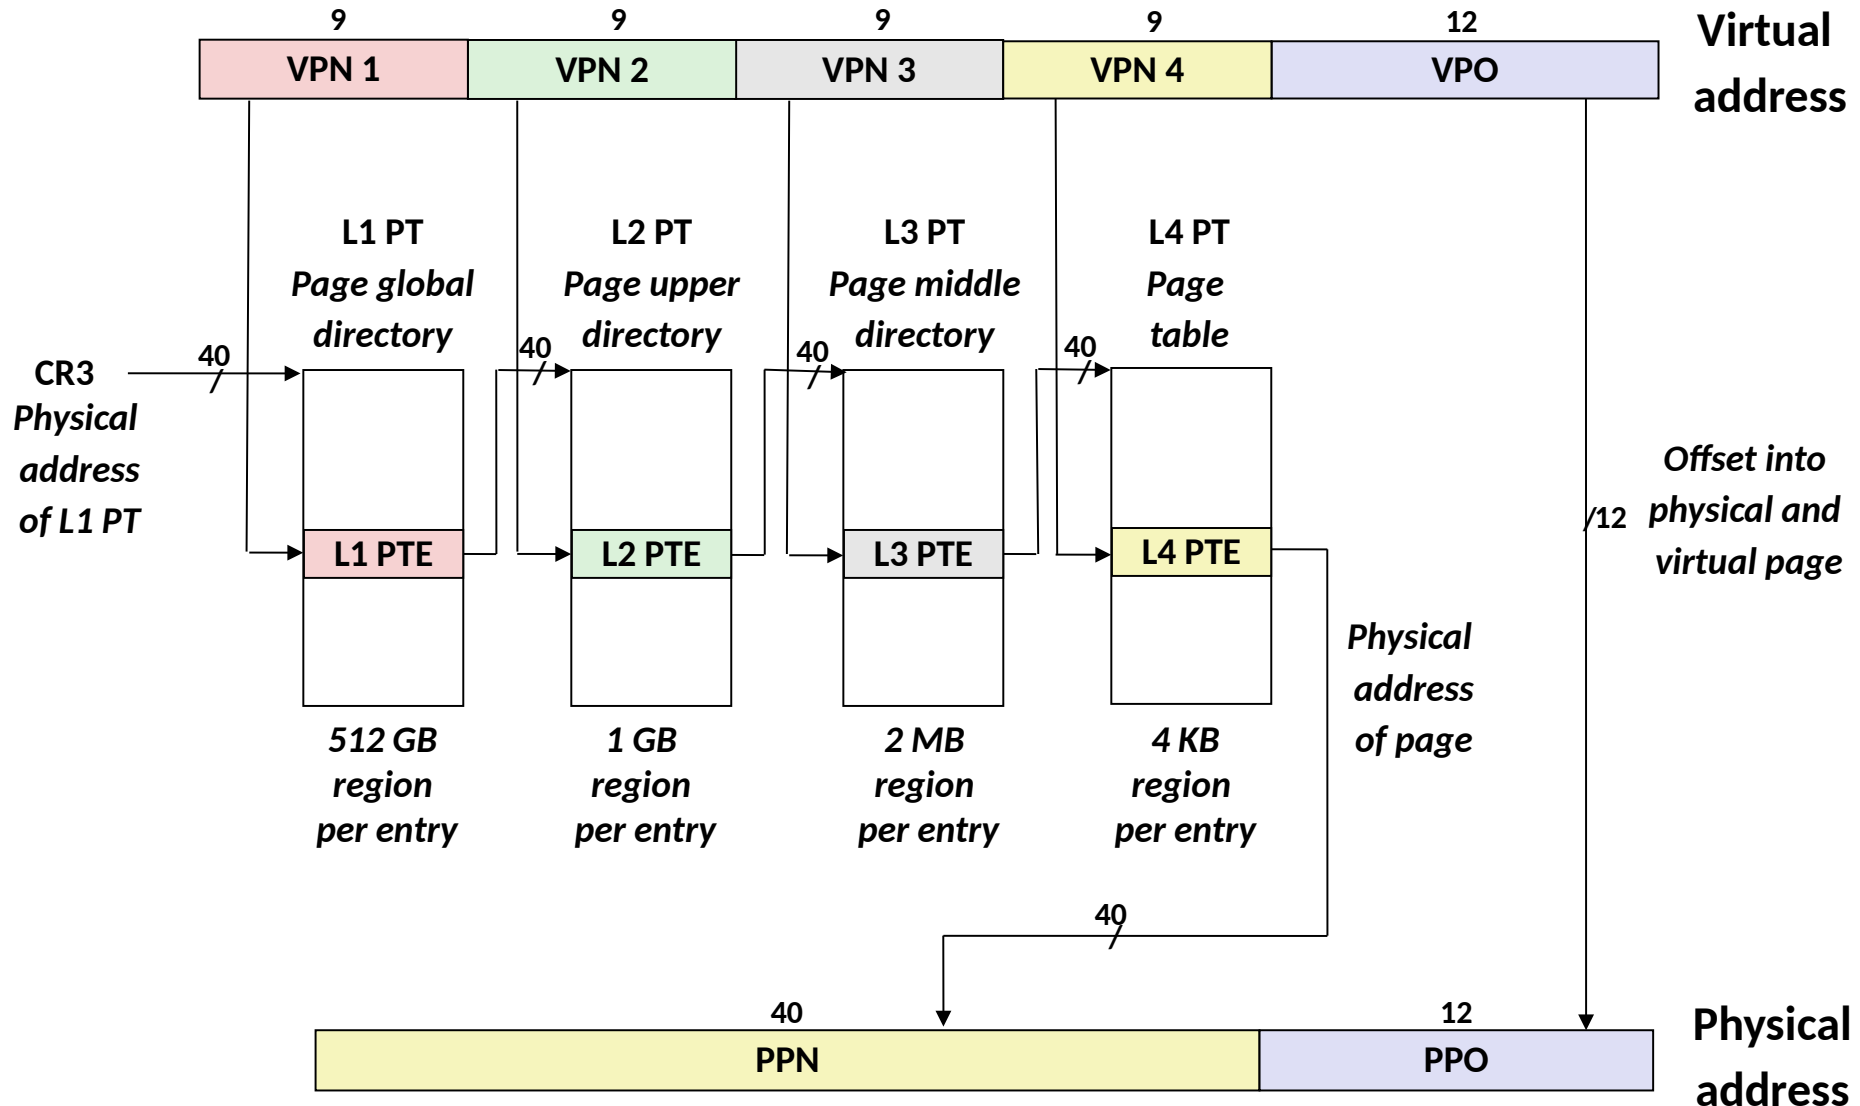 9 9 9 9 12
VPN 1 VPN 2 VPN 3 VPN 4 VPO
Virtual
address
L1 PT
Page global
directory
L2 PT
Page upper
directory
L3 PT
Page middle
directory
L4 PT
Page
table
CR3
Physical
address
of L1 PT
40
/
40
/
40
/
40
/
L1 PTE
L2 PTE
L3 PTE
L4 PTE
/12
Offset into
physical and
virtual page
Physical
address
of page
512 GB
region
per entry
1 GB
region
per entry
2 MB
region
per entry
4 KB
region
per entry
40
/
40 12
PPN PPO
Physical
address